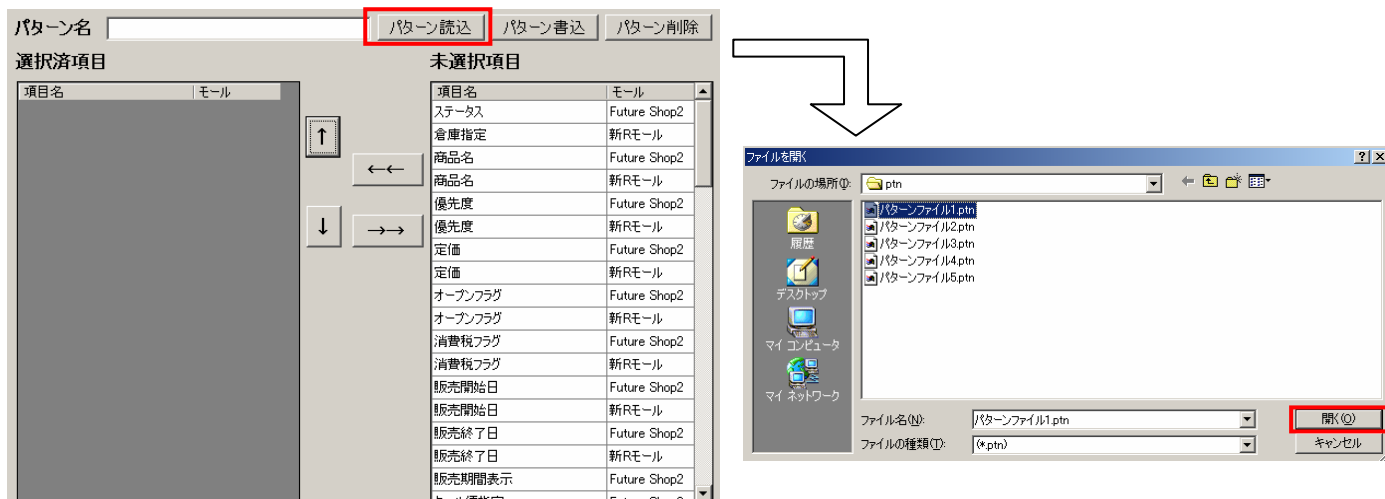 パターン名 パターン読込 パターン書込 パターン削除
選択済項目 未選択項目
項目名 モール
項目名 モール
ステータス Future Shop2
倉庫指定 新Rモール
↑
商品名 Future Shop2
←←
商品名 新Rモール
優先度 Future Shop2
↓ →→
優先度 新Rモール
定価 Future Shop2
定価 新Rモール
オープンフラグ Future Shop2
オープンフラグ 新Rモール
消費税フラグ Future Shop2
消費税フラグ 新Rモール
販売開始日 Future Shop2
販売開始日 新Rモール
販売終了日 Future Shop2
販売終了日 新Rモール
販売期間表示 Future Shop2
ファイルを開く
ファイルの場所(I): ptn
履歴
デスクトップ
マイ コンピュータ
マイ ネットワーク
パターンファイル1.ptn
パターンファイル2.ptn
パターンファイル3.ptn
パターンファイル4.ptn
パターンファイル5.ptn
ファイル名(N): パターンファイル1.ptn 開く(O)
ファイルの種類(T): (*.ptn) キャンセル